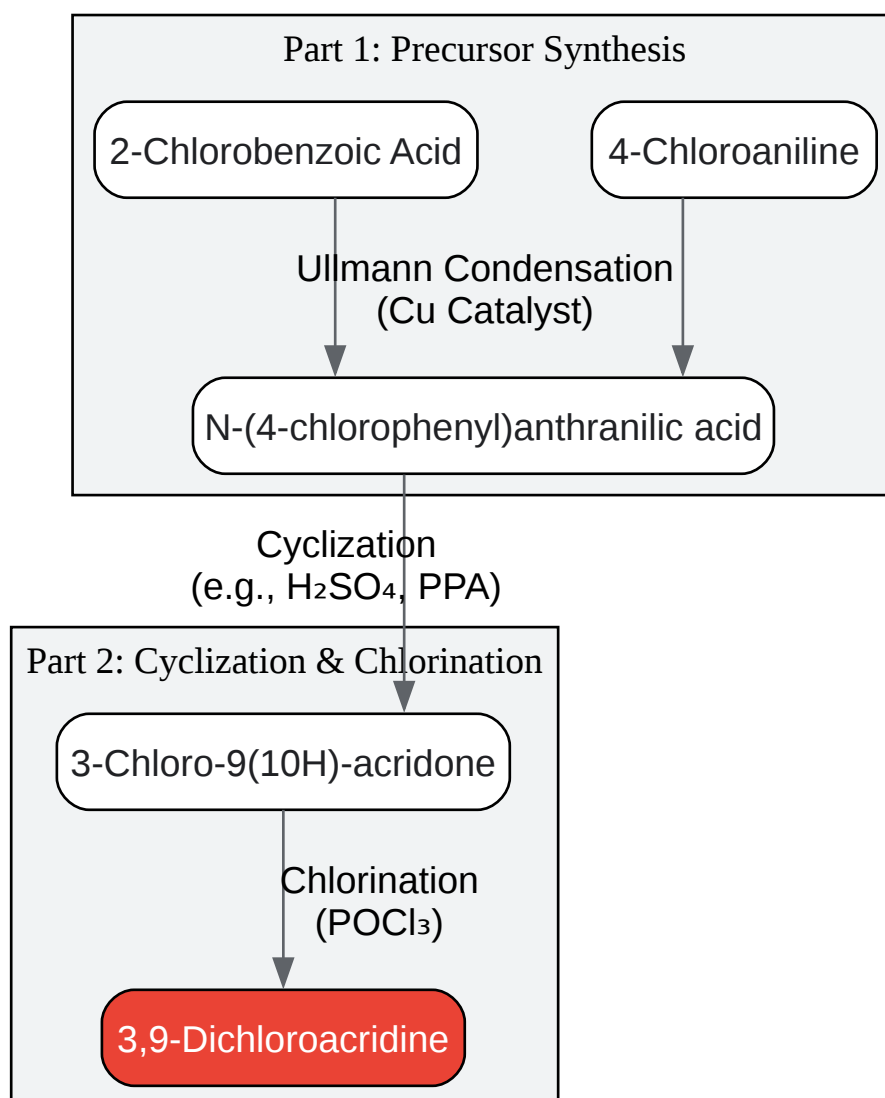 Part 1: Precursor Synthesis
2-Chlorobenzoic Acid
4-Chloroaniline
Ullmann Condensation
(Cu Catalyst)
N-(4-chlorophenyl)anthranilic acid
Cyclization
(e.g., H₂SO₄, PPA)
Part 2: Cyclization & Chlorination
3-Chloro-9(10H)-acridone
Chlorination
(POCl₃)
3,9-Dichloroacridine